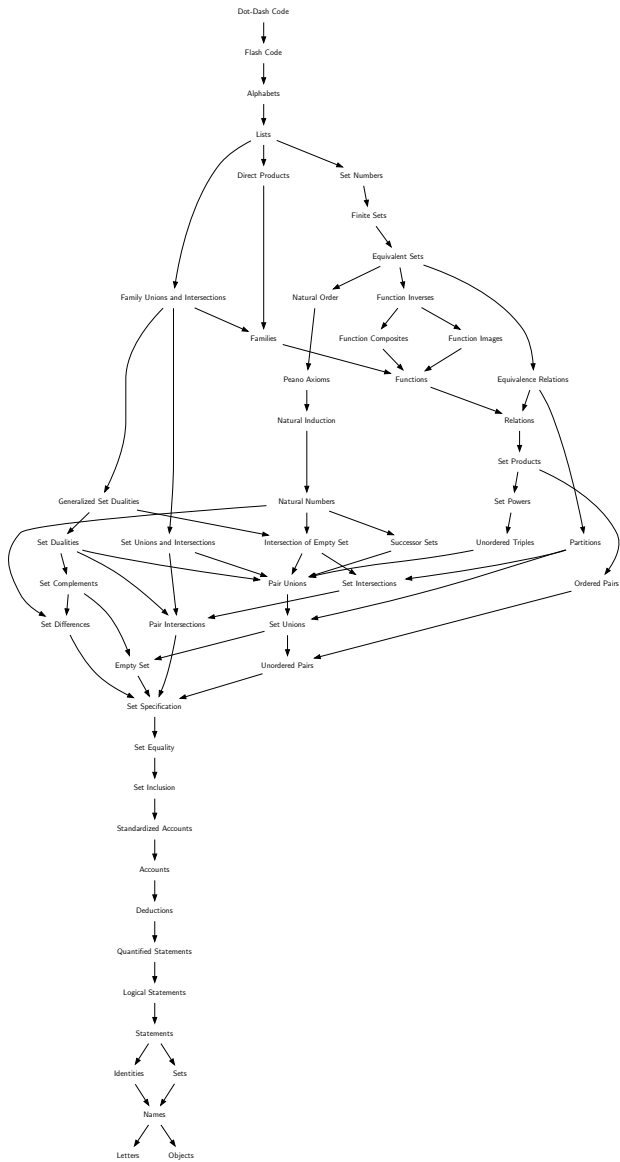 Dot-Dash Code
Flash Code
Alphabets
Lists
Direct Products
Set Numbers
Finite Sets
Equivalent Sets
Family Unions and Intersections
Natural Order
Function Inverses
Families
Function Composites
Function Images
Peano Axioms
Functions
Equivalence Relations
Natural Induction
Relations
Set Products
Generalized Set Dualities
Natural Numbers
Set Powers
Set Dualities
Set Unions and Intersections
Intersection of Empty Set
Successor Sets
Unordered Triples
Partitions
Set Complements
Pair Unions
Set Intersections
Ordered Pairs
Set Differences
Pair Intersections
Set Unions
Empty Set
Unordered Pairs
Set Specification
Set Equality
Set Inclusion
Standardized Accounts
Accounts
Deductions
Quantified Statements
Logical Statements
Statements
Identities
Sets
Names
Letters
Objects